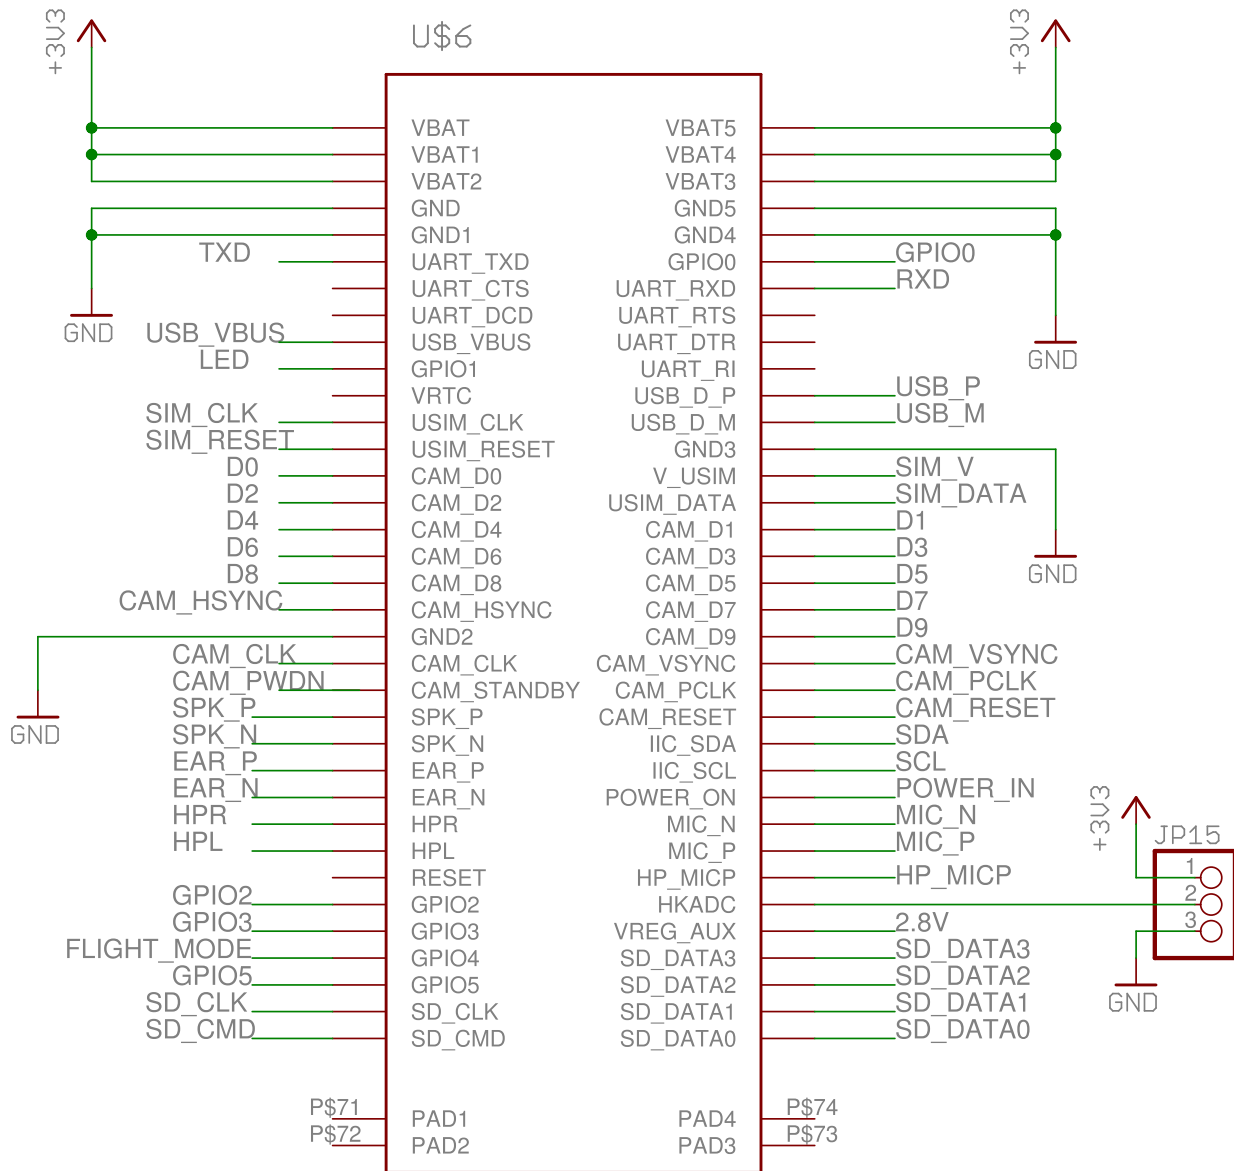 +3V3
U$6
+3V3
VBAT VBAT5
VBAT1 VBAT4
VBAT2 VBAT3
GND GND5
GND1 GND4
TXD UART_TXD GPIO0 GPIO0
UART_CTS UART_RXD RXD
GND UART_DCD UART_RTS
USB_VBUS USB_VBUS UART_DTR GND
LED GPIO1 UART_RI
VRTC USB_D_P USB_P
SIM_CLK USIM_CLK USB_D_M USB_M
SIM_RESET USIM_RESET GND3
D0 CAM_D0 V_USIM SIM_V
D2 CAM_D2 USIM_DATA SIM_DATA
D4 CAM_D4 CAM_D1 D1
D6 CAM_D6 CAM_D3 D3
D8 CAM_D8 CAM_D5 D5 GND
CAM_HSYNC CAM_HSYNC CAM_D7 D7
GND2 CAM_D9 D9
CAM_CLK CAM_CLK CAM_VSYNC CAM_VSYNC
CAM_PWDN CAM_STANDBY CAM_PCLK CAM_PCLK
SPK_P SPK_P CAM_RESET CAM_RESET
GND SPK_N SPK_N IIC_SDA SDA
EAR_P EAR_P IIC_SCL SCL
EAR_N EAR_N POWER_ON POWER_IN
HPR HPR MIC_N MIC_N +3V3
HPL HPL MIC_P MIC_P JP15
RESET HP_MICP HP_MICP 1
GPIO2 GPIO2 HKADC 2
GPIO3 GPIO3 VREG_AUX 2.8V 3
FLIGHT_MODE GPIO4 SD_DATA3 SD_DATA3
GPIO5 GPIO5 SD_DATA2 SD_DATA2
SD_CLK SD_CLK SD_DATA1 SD_DATA1 GND
SD_CMD SD_CMD SD_DATA0 SD_DATA0
P$71 PAD1 PAD4 P$74
P$72 PAD2 PAD3 P$73